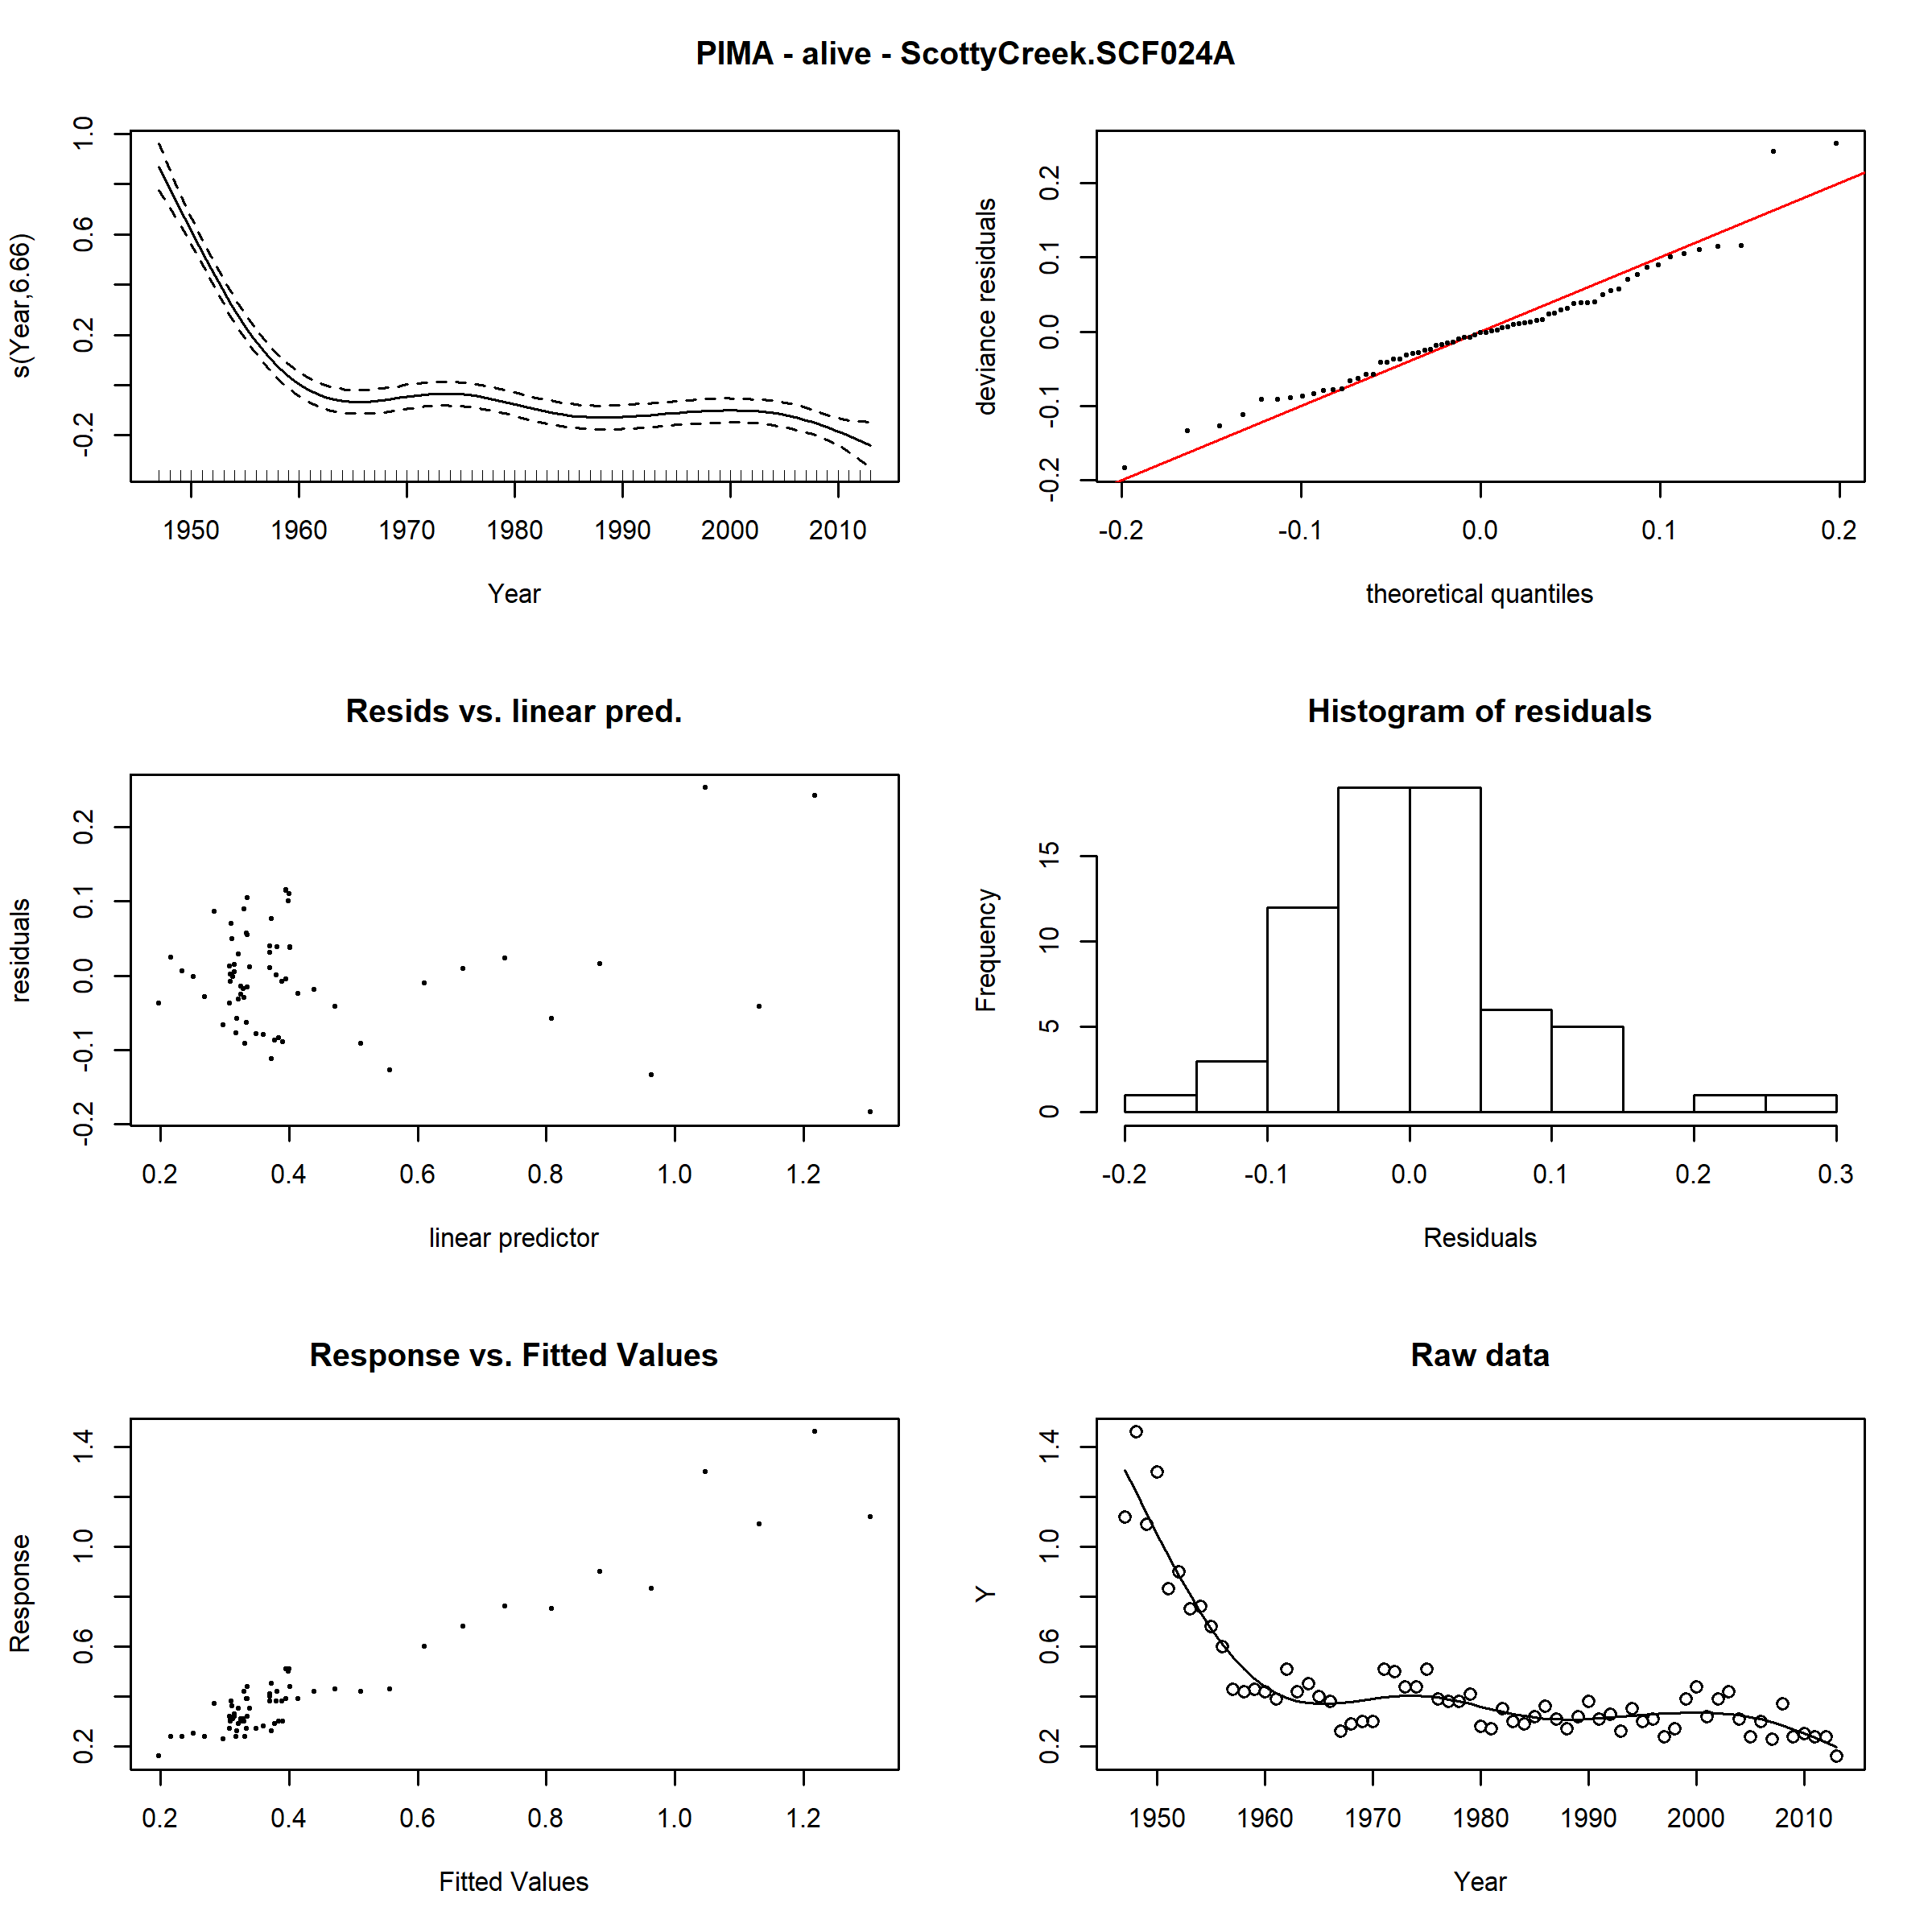 PIMA - alive - ScottyCreek.SCF024A
s(Year,6.66)
-0.2 0.2 0.6 1.0
1950 1960 1970 1980 1990 2000 2010
Year
deviance residuals
-0.2 -0.1 0.0 0.1 0.2
-0.2 -0.1 0.0 0.1 0.2
theoretical quantiles
Resids vs. linear pred.
residuals
-0.2 -0.1 0.0 0.1 0.2
0.2 0.4 0.6 0.8 1.0 1.2
linear predictor
Histogram of residuals
Frequency
0 5 10 15
-0.2 -0.1 0.0 0.1 0.2 0.3
Residuals
Response vs. Fitted Values
Response
0.2 0.6 1.0 1.4
0.2 0.4 0.6 0.8 1.0 1.2
Fitted Values
Raw data
Y
0.2 0.6 1.0 1.4
1950 1960 1970 1980 1990 2000 2010
Year